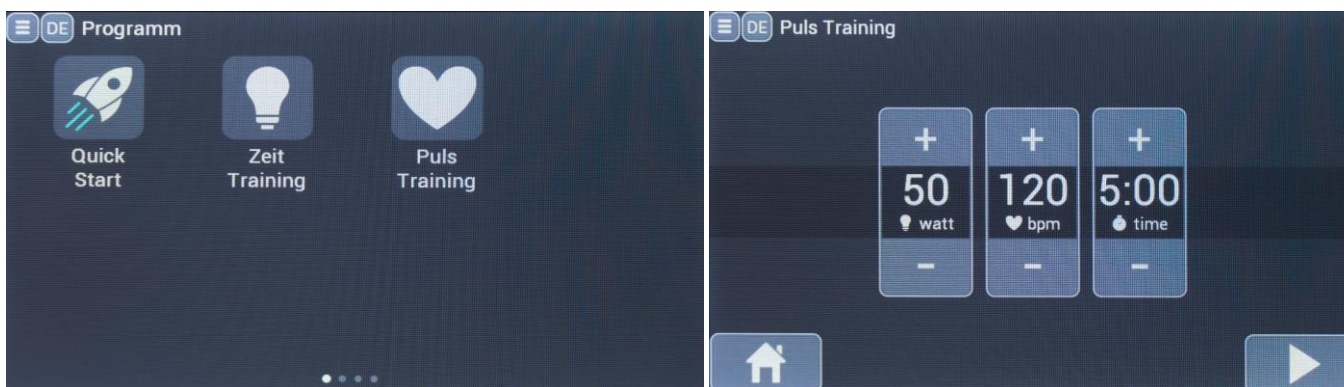 DE Programm
Quick
Start
Zeit
Training
Puls
Training
DE Puls Training
+ + +
50 120 5:00
watt bpm time
- - -